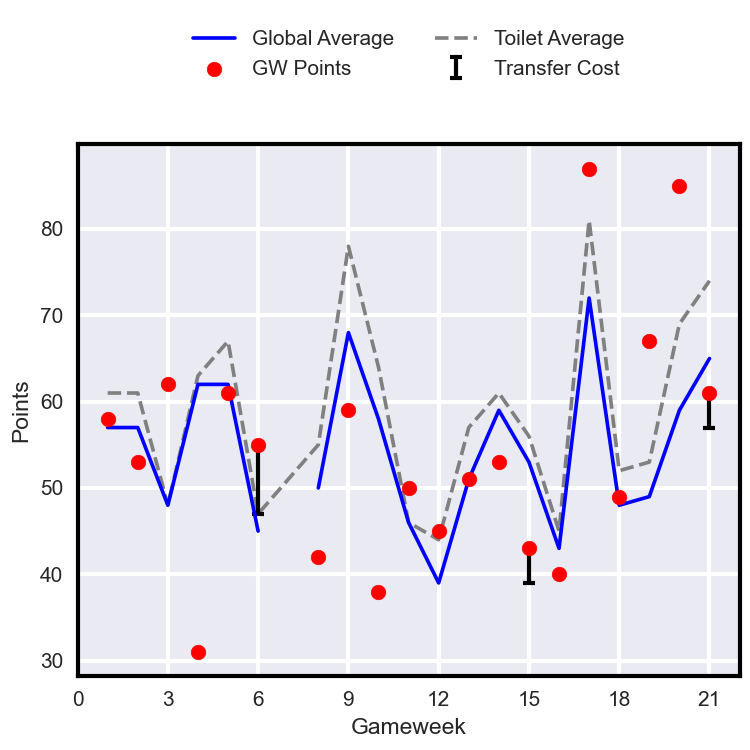 Global Average
Toilet Average
GW Points
Transfer Cost
80
70
60
50
40
30
Points
0 3 6 9 12 15 18 21
Gameweek